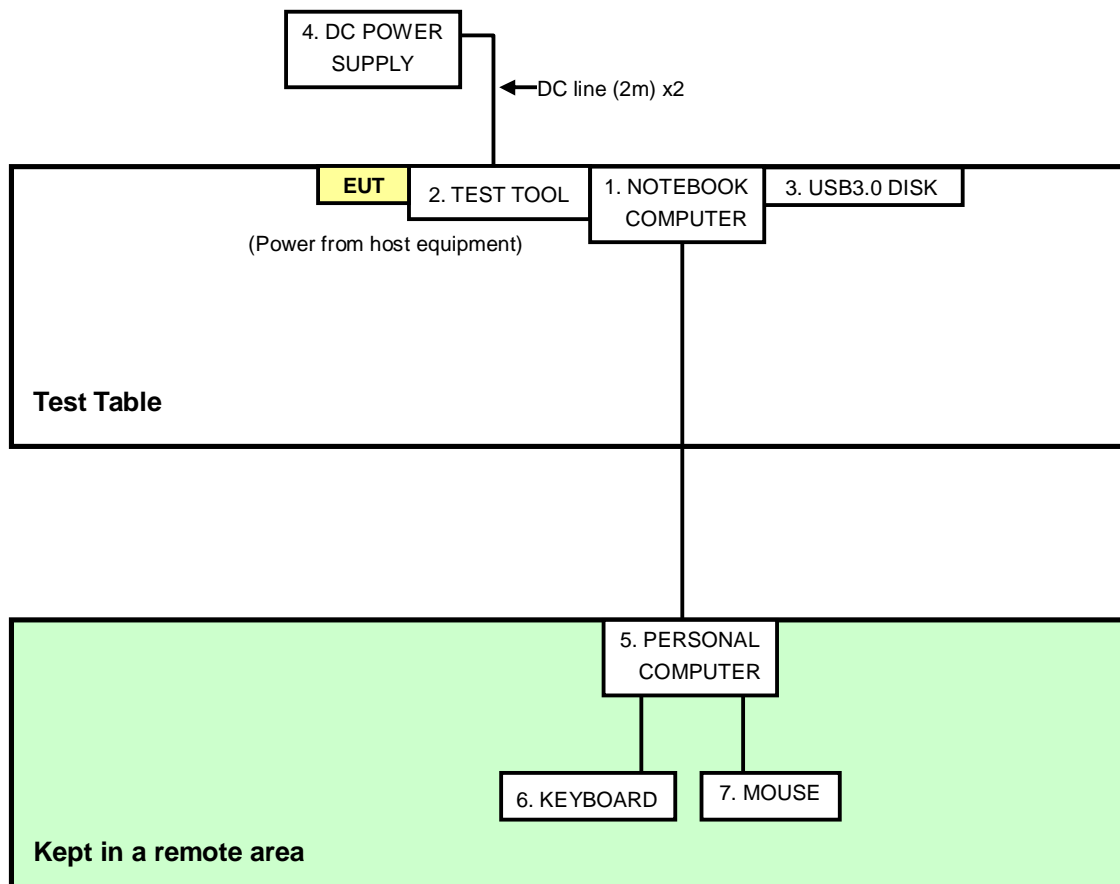 4. DC POWER
SUPPLY
DC line (2m) x2
EUT
2. TEST TOOL
1. NOTEBOOK
COMPUTER
3. USB3.0 DISK
(Power from host equipment)
Test Table
5. PERSONAL
COMPUTER
6. KEYBOARD
7. MOUSE
Kept in a remote area